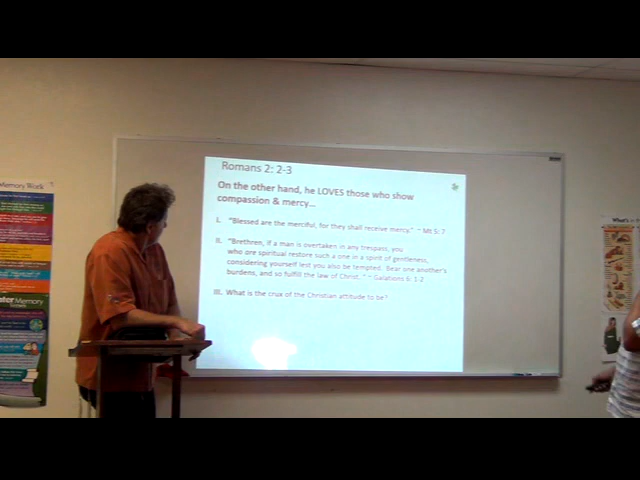 Memory Work
Romans 2: 2-3
On the other hand, he LOVES those who show
compassion & mercy...
I. "Blessed are the merciful, for they shall receive mercy." ~ Mt 5: 7
II. "Brethren, if a man is overtaken in any trespass, you
who are spiritual restore such a one in a spirit of gentleness,
considering yourself lest you also be tempted. Bear one another's
burdens, and so fulfill the law of Christ. " ~ Galatians 6: 1-2
III. What is the crux of the Christian attitude to be?
Memory